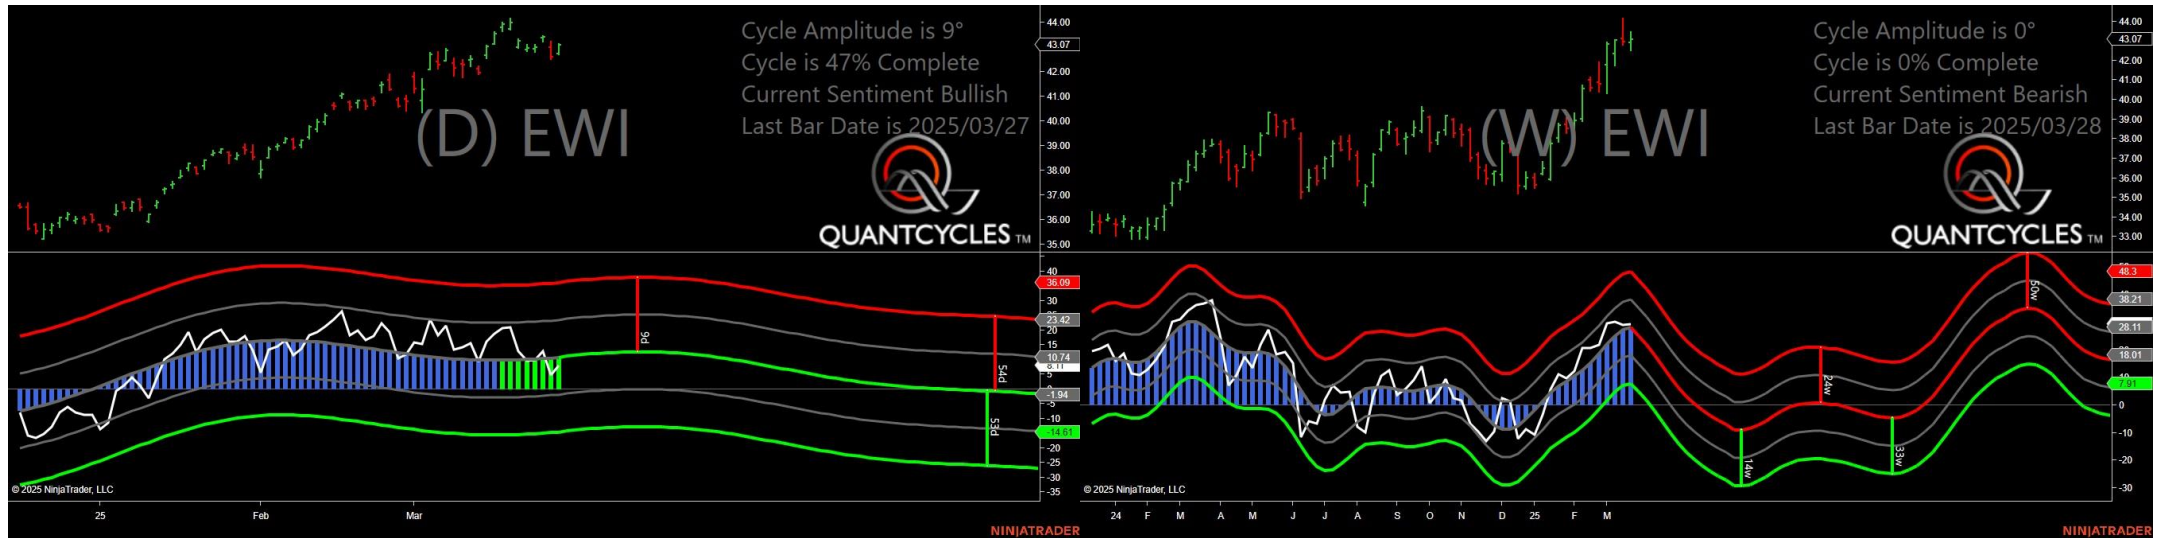 Cycle Amplitude is 9°
Cycle is 47% Complete
Current Sentiment Bullish
Last Bar Date is 2025/03/27
(D) EWI
QUANTCYCLES TM
44.00
43.07
42.00
41.00
40.00
39.00
38.00
37.00
36.00
35.00
40
36.09
30
23.42
20
15
10.74
8.11
5
-1.94
-5
-10
-14.61
-20
-25
-30
-35
9d
54d
53d
© 2025 NinjaTrader, LLC
25 Feb Mar
NINJATRADER
Cycle Amplitude is 0°
Cycle is 0% Complete
Current Sentiment Bearish
Last Bar Date is 2025/03/28
(W) EWI
QUANTCYCLES TM
44.00
43.07
42.00
41.00
40.00
39.00
38.00
37.00
36.00
35.00
34.00
33.00
48.3
38.21
28.11
18.01
7.91
0
-10
-20
-30
14w
24w
33w
50w
© 2025 NinjaTrader, LLC
24 F M A M J J A S O N D 25 F M
NINJATRADER